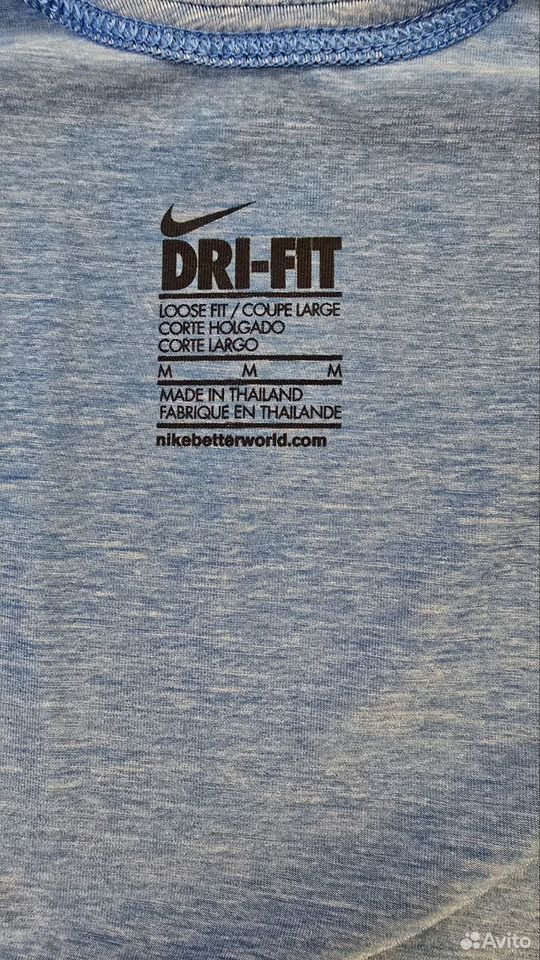 DRI-FIT
LOOSE FIT / COUPE LARGE
CORTE HOLGADO
CORTE LARGO
M M M
MADE IN THAILAND
FABRIQUE EN THAILANDE
nikebetterworld.com
Avito